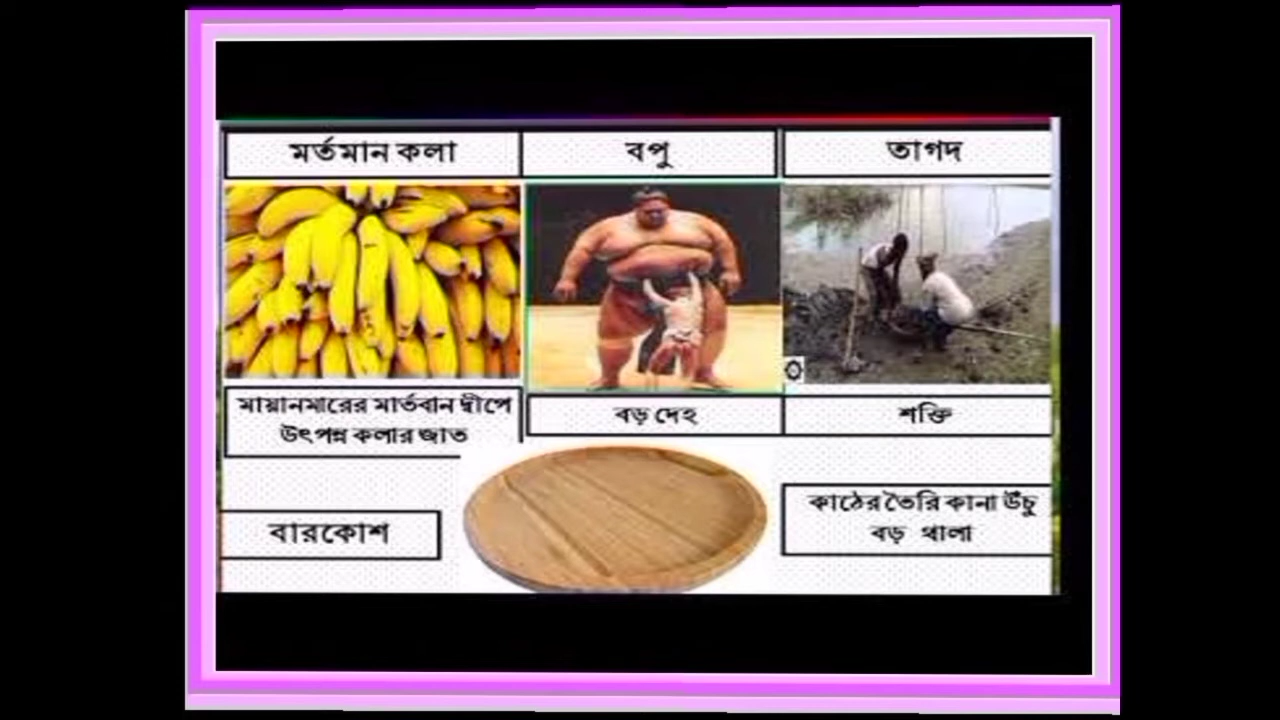 মর্তমান কলা
বপু
তাগদ
মায়ানমারের মার্তবান দ্বীপে
উৎপন্ন কলার জাত
বড় দেহ
শক্তি
বারকোশ
কাঠের তৈরি কানা উঁচু
বড় থালা